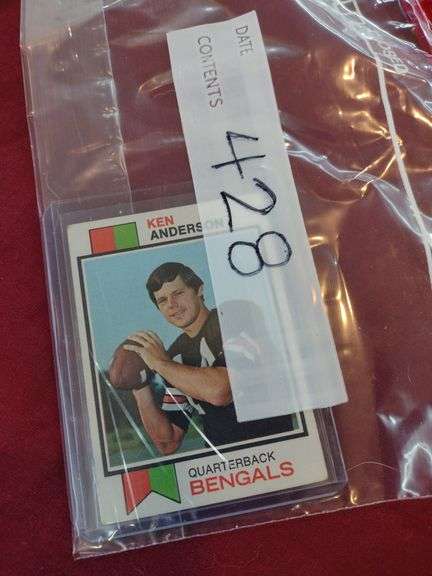 DATE
CONTENTS
428
KEN
ANDERSON
QUARTERBACK
BENGALS